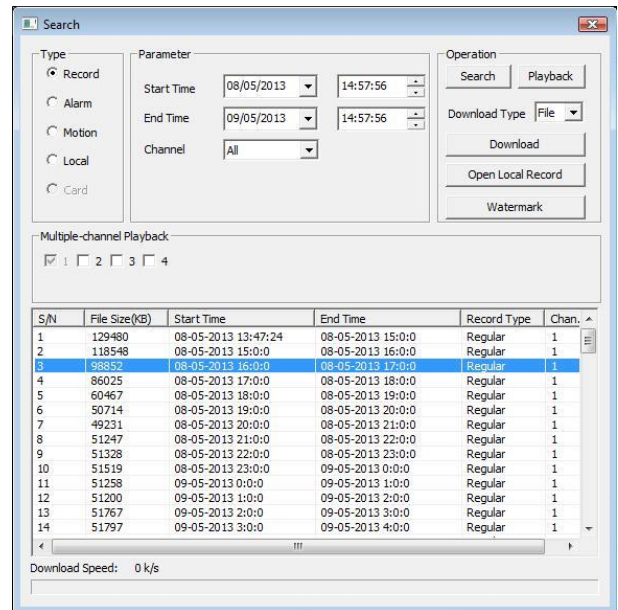 Search
Type
Record
Alarm
Motion
Local
Card
Parameter
Start Time 08/05/2013 14:57:56
End Time 09/05/2013 14:57:56
Channel All
Operation
Search Playback
Download Type File
Download
Open Local Record
Watermark
Multiple-channel Playback
1 2 3 4
S/N File Size(KB) Start Time End Time Record Type Chan.
1 129480 08-05-2013 13:47:24 08-05-2013 15:0:0 Regular 1
2 118548 08-05-2013 15:0:0 08-05-2013 16:0:0 Regular 1
3 98852 08-05-2013 16:0:0 08-05-2013 17:0:0 Regular 1
4 86025 08-05-2013 17:0:0 08-05-2013 18:0:0 Regular 1
5 60467 08-05-2013 18:0:0 08-05-2013 19:0:0 Regular 1
6 50714 08-05-2013 19:0:0 08-05-2013 20:0:0 Regular 1
7 49231 08-05-2013 20:0:0 08-05-2013 21:0:0 Regular 1
8 51247 08-05-2013 21:0:0 08-05-2013 22:0:0 Regular 1
9 51328 08-05-2013 22:0:0 08-05-2013 23:0:0 Regular 1
10 51519 08-05-2013 23:0:0 09-05-2013 0:0:0 Regular 1
11 51258 09-05-2013 0:0:0 09-05-2013 1:0:0 Regular 1
12 51200 09-05-2013 1:0:0 09-05-2013 2:0:0 Regular 1
13 51767 09-05-2013 2:0:0 09-05-2013 3:0:0 Regular 1
14 51797 09-05-2013 3:0:0 09-05-2013 4:0:0 Regular 1
Download Speed: 0 k/s